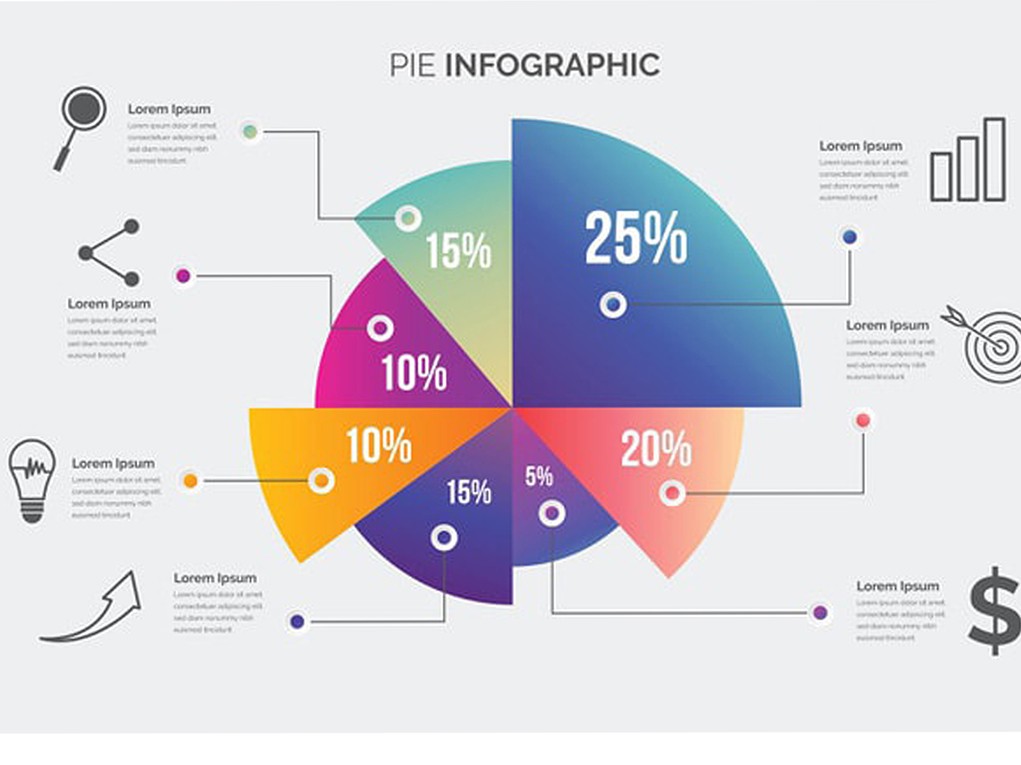 PIE INFOGRAPHIC
Lorem Ipsum
Lorem ipsum dolor sit amet,
consectetuer adipiscing elit,
sed diam nonummy nibh
euismod tincidunt
15%
25%
Lorem Ipsum
Lorem ipsum dolor sit amet,
consectetuer adipiscing elit,
sed diam nonummy nibh
euismod tincidunt
Lorem Ipsum
Lorem ipsum dolor sit amet,
consectetuer adipiscing elit,
sed diam nonummy nibh
euismod tincidunt
10%
Lorem Ipsum
Lorem ipsum dolor sit amet,
consectetuer adipiscing elit,
sed diam nonummy nibh
euismod tincidunt
Lorem Ipsum
Lorem ipsum dolor sit amet,
consectetuer adipiscing elit,
sed diam nonummy nibh
euismod tincidunt
10%
15%
5%
20%
Lorem Ipsum
Lorem ipsum dolor sit amet,
consectetuer adipiscing elit,
sed diam nonummy nibh
euismod tincidunt
Lorem Ipsum
Lorem ipsum dolor sit amet,
consectetuer adipiscing elit,
sed diam nonummy nibh
euismod tincidunt
$